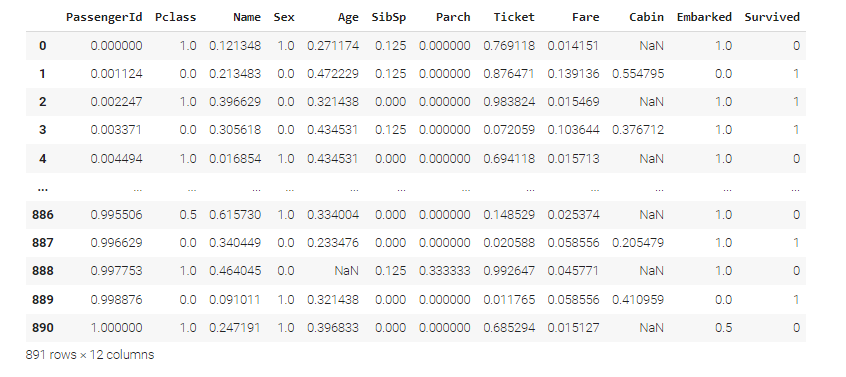 PassengerId Pclass Name Sex Age SibSp Parch Ticket Fare Cabin Embarked Survived
0 0.000000 1.0 0.121348 1.0 0.271174 0.125 0.000000 0.769118 0.014151 NaN 1.0 0
1 0.001124 0.0 0.213483 0.0 0.472229 0.125 0.000000 0.876471 0.139136 0.554795 0.0 1
2 0.002247 1.0 0.396629 0.0 0.321438 0.000 0.000000 0.983824 0.015469 NaN 1.0 1
3 0.003371 0.0 0.305618 0.0 0.434531 0.125 0.000000 0.072059 0.103644 0.376712 1.0 1
4 0.004494 1.0 0.016854 1.0 0.434531 0.000 0.000000 0.694118 0.015713 NaN 1.0 0
... ... ... ... ... ... ... ... ... ... ... ... ...
886 0.995506 0.5 0.615730 1.0 0.334004 0.000 0.000000 0.148529 0.025374 NaN 1.0 0
887 0.996629 0.0 0.340449 0.0 0.233476 0.000 0.000000 0.020588 0.058556 0.205479 1.0 1
888 0.997753 1.0 0.464045 0.0 NaN 0.125 0.333333 0.992647 0.045771 NaN 1.0 0
889 0.998876 0.0 0.091011 1.0 0.321438 0.000 0.000000 0.011765 0.058556 0.410959 0.0 1
890 1.000000 1.0 0.247191 1.0 0.396833 0.000 0.000000 0.685294 0.015127 NaN 0.5 0
891 rows × 12 columns